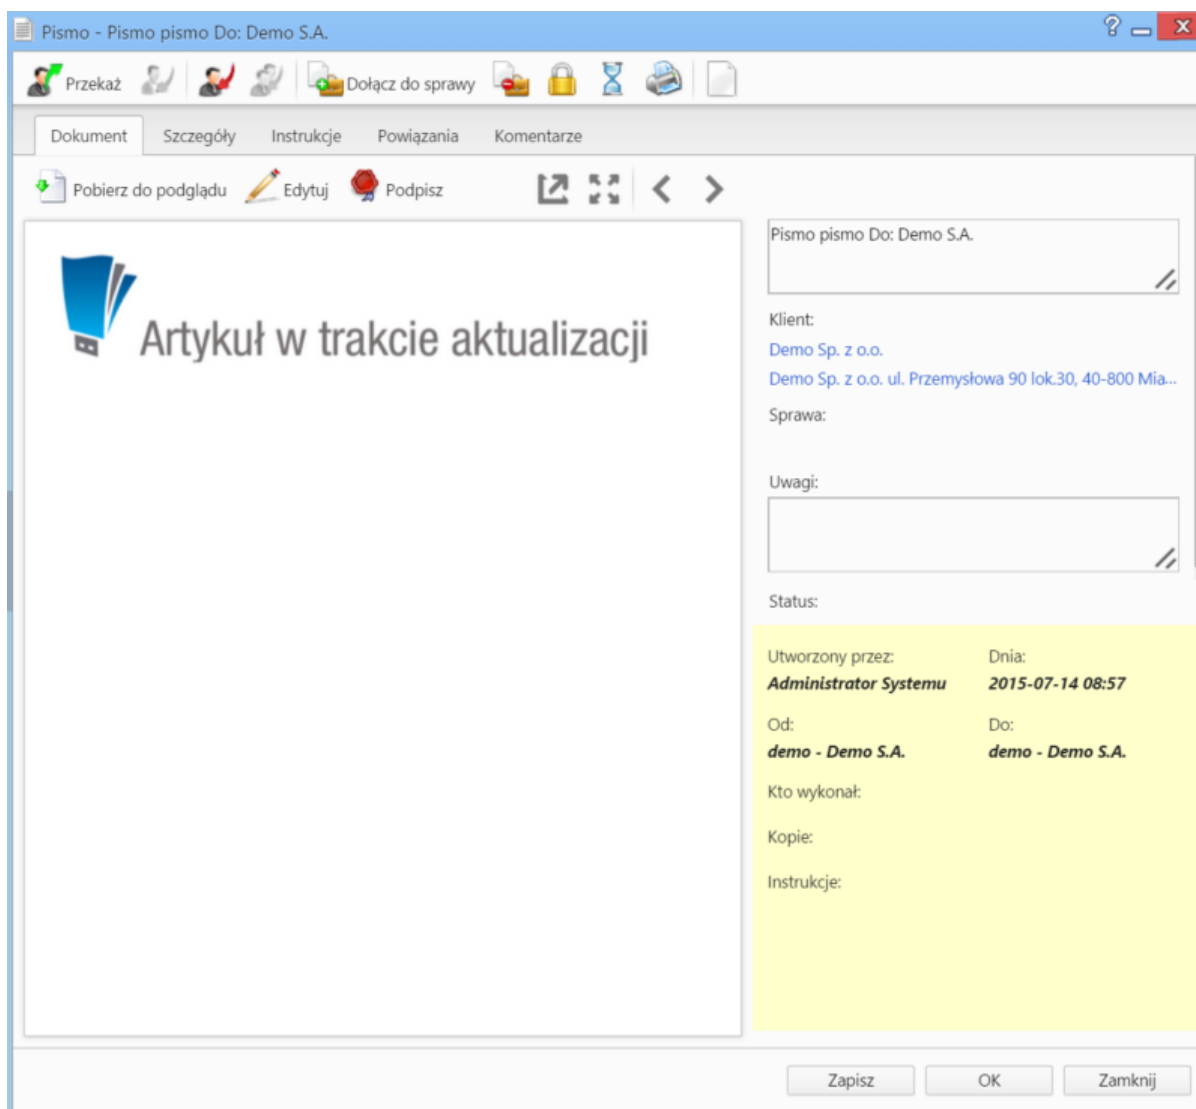 Pismo - Pismo pismo Do: Demo S.A.
Przekaż Dołącz do sprawy
Dokument Szczegóły Instrukcje Powiązania Komentarze
Pobierz do podglądu Edytuj Podpisz
Artykuł w trakcie aktualizacji
Pismo pismo Do: Demo S.A.
Klient:
Demo Sp. z o.o.
Demo Sp. z o.o. ul. Przemysłowa 90 lok.30, 40-800 Mia...
Sprawa:
Uwagi:
Status:
Utworzony przez: Dnia:
Administrator Systemu 2015-07-14 08:57
Od: Do:
demo - Demo S.A. demo - Demo S.A.
Kto wykonał:
Kopie:
Instrukcje:
Zapisz OK Zamknij